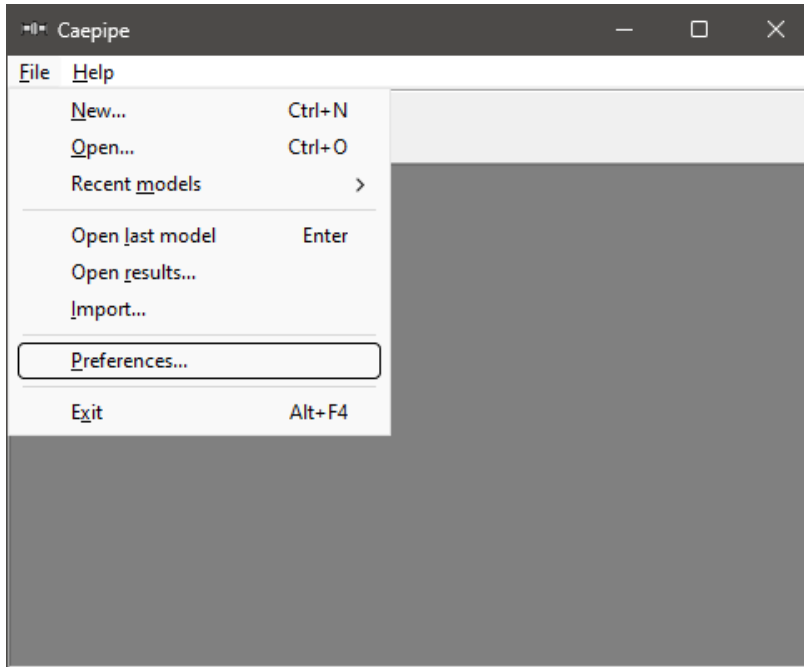 Caepipe
File Help
New... Ctrl+N
Open... Ctrl+O
Recent models
Open last model Enter
Open results...
Import...
Preferences...
Exit Alt+F4